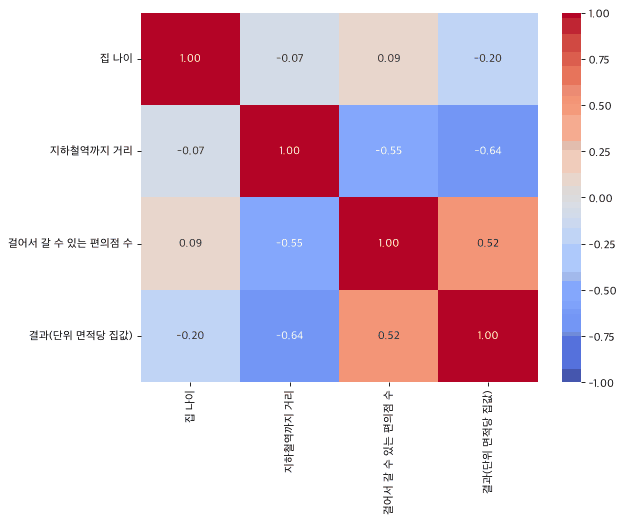 집 나이
1.00 -0.07 0.09 -0.20
지하철역까지 거리
-0.07 1.00 -0.55 -0.64
걸어서 갈 수 있는 편의점 수
0.09 -0.55 1.00 0.52
결과(단위 면적당 집값)
-0.20 -0.64 0.52 1.00
집 나이
지하철역까지 거리
걸어서 갈 수 있는 편의점 수
결과(단위 면적당 집값)
1.00
0.75
0.50
0.25
0.00
-0.25
-0.50
-0.75
-1.00